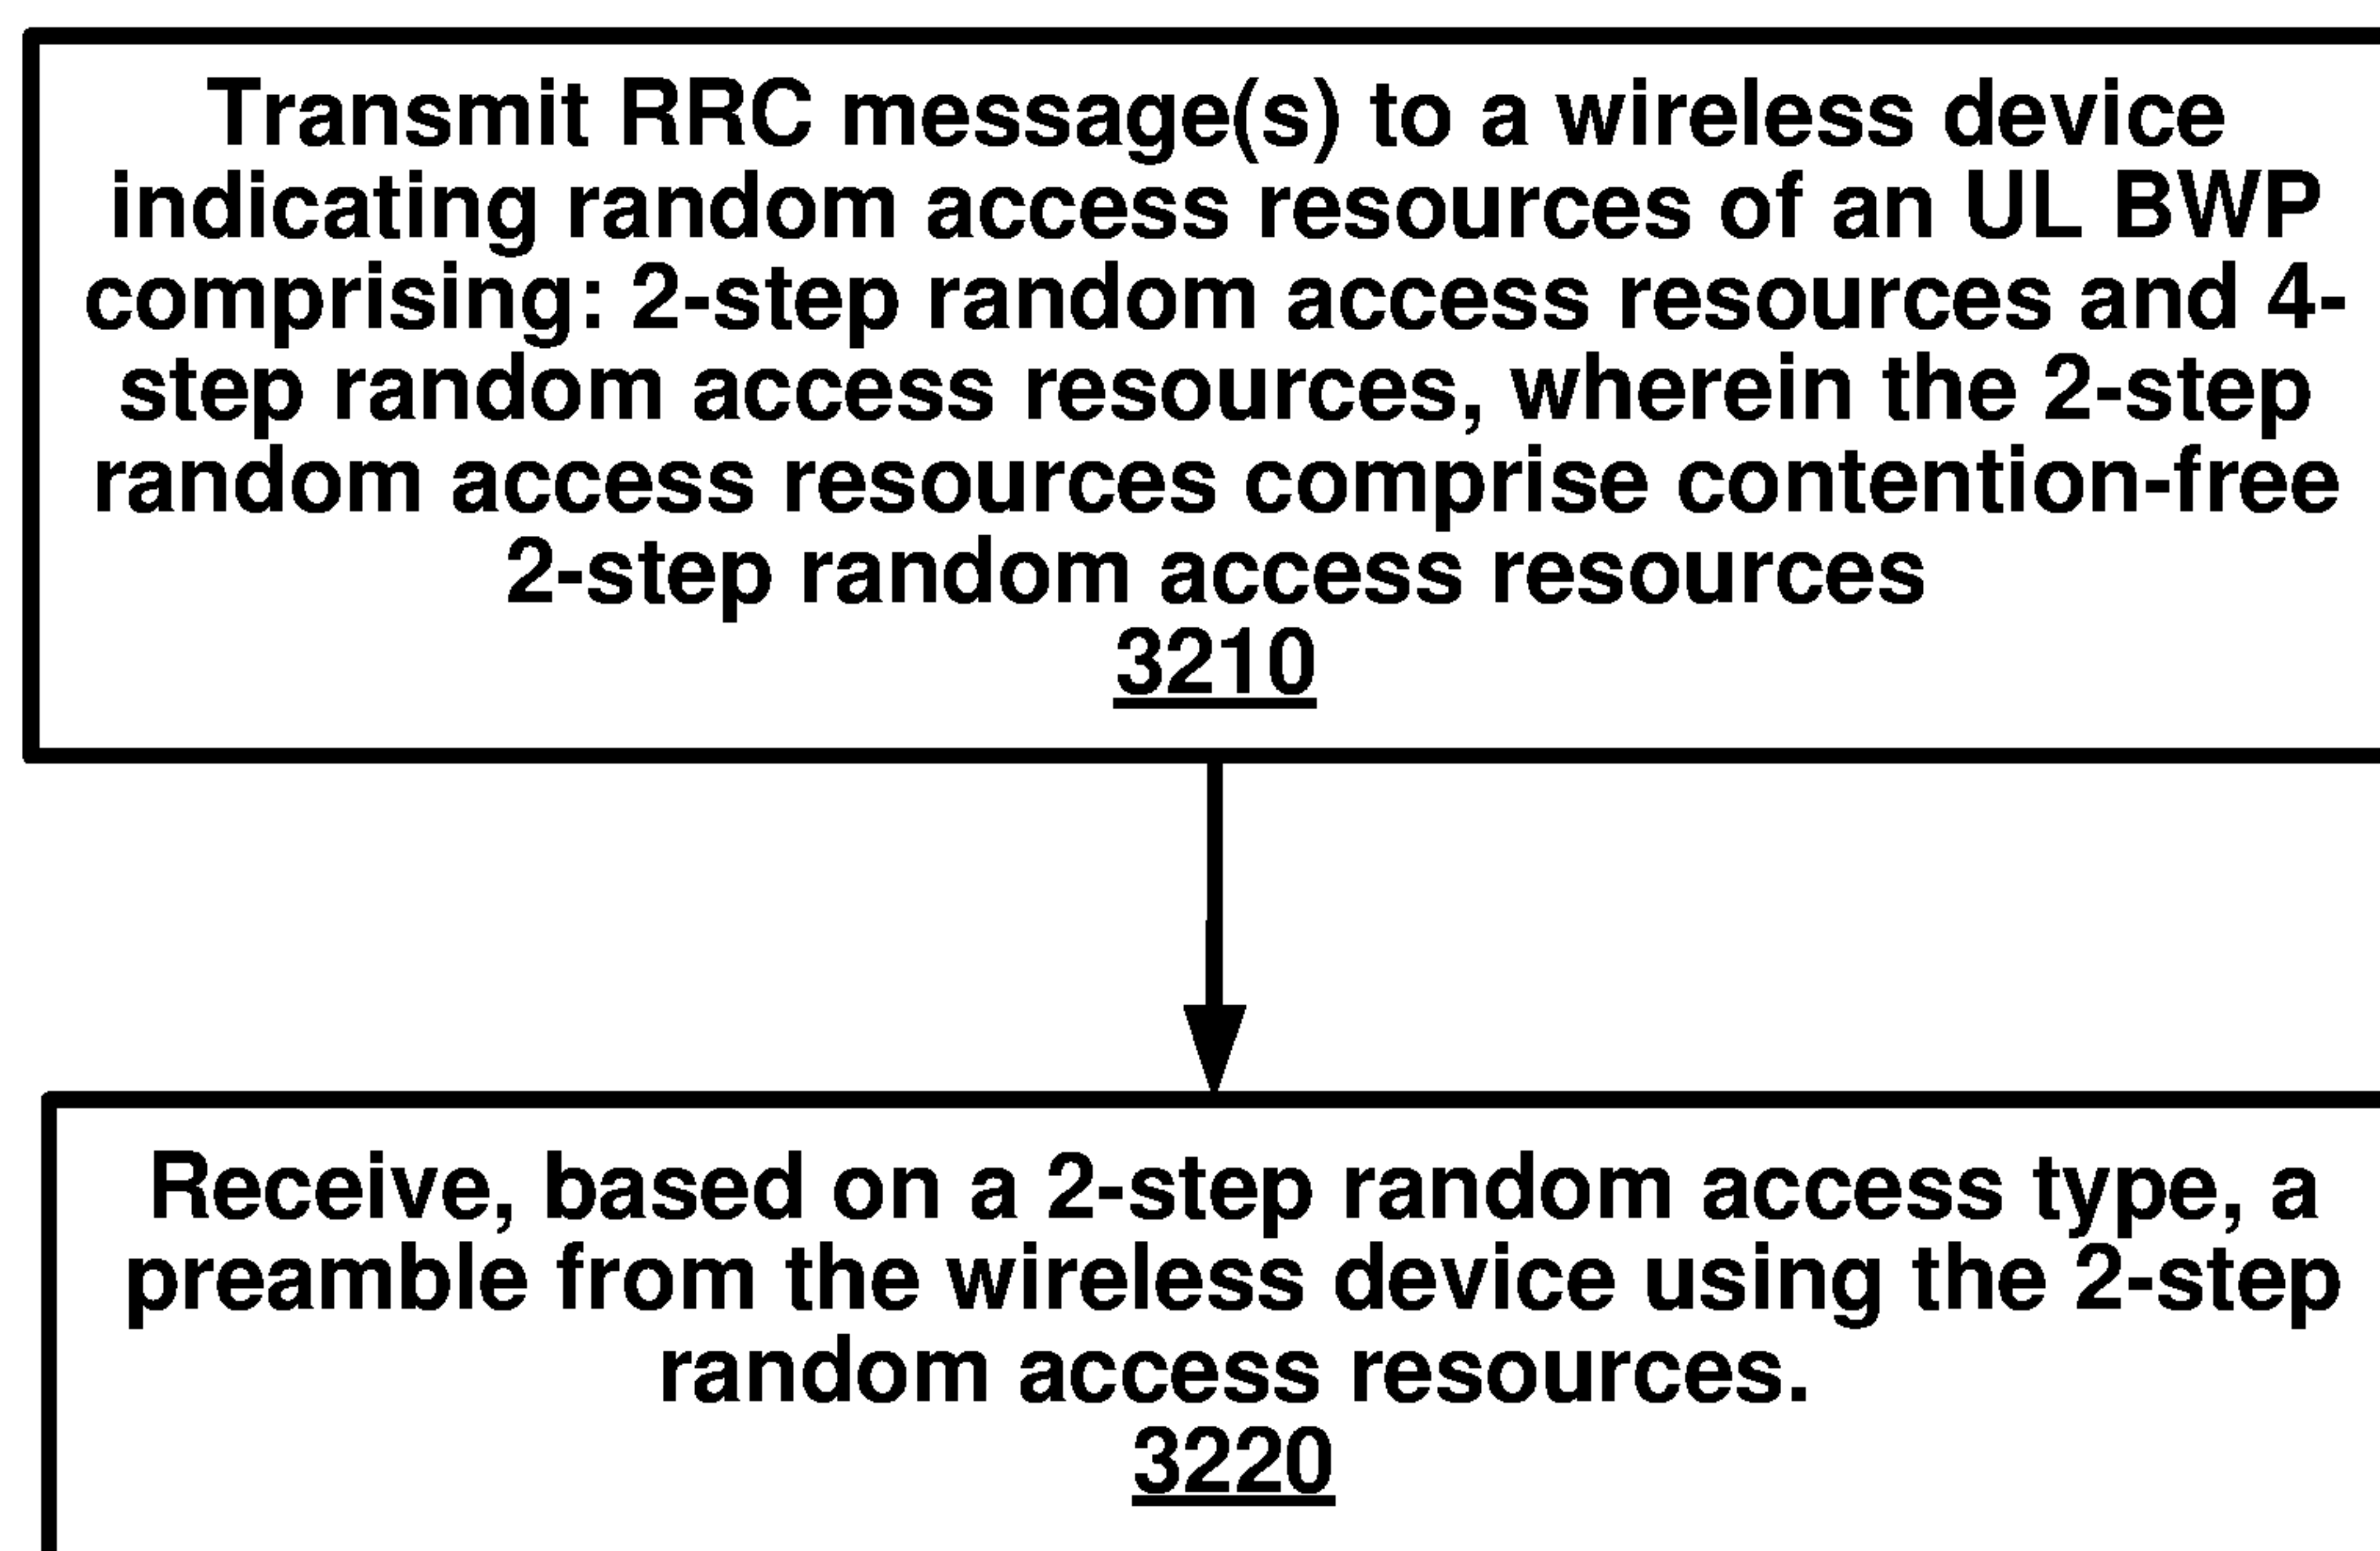 Transmit RRC message(s) to a wireless device
indicating random access resources of an UL BWP
comprising: 2-step random access resources and 4-
step random access resources, wherein the 2-step
random access resources comprise contention-free
2-step random access resources
3210
Receive, based on a 2-step random access type, a
preamble from the wireless device using the 2-step
random access resources.
3220